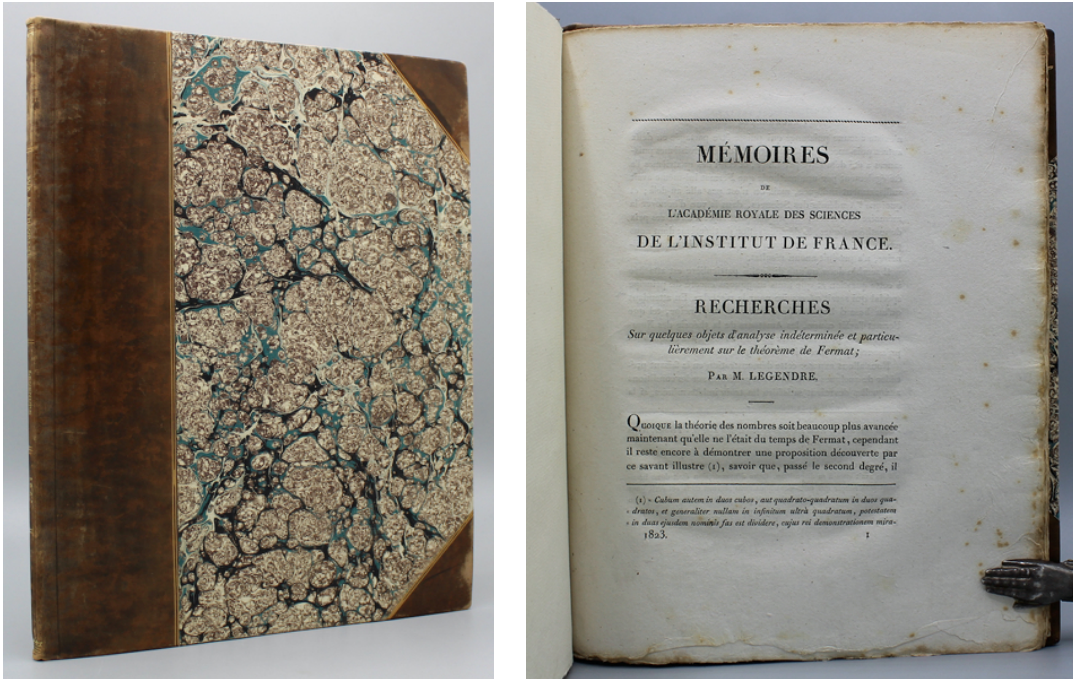 MÉMOIRES
DE
L'ACADÉMIE ROYALE DES SCIENCES
DE L'INSTITUT DE FRANCE.
RECHERCHES
Sur quelques objets d'analyse indéterminée et particu-
lièrement sur le théorème de Fermat;
PAR M. LEGENDRE.
QUOIQUE la théorie des nombres soit beaucoup plus avancée
maintenant qu'elle ne l'était du temps de Fermat, cependant
il reste encore à démontrer une proposition découverte par
ce savant illustre (1), savoir que, passé le second degré, il
(1) « Cubum autem in duos cubos, aut quadrato-quadratum in duos qua-
« dratos, et generaliter nullam in infinitum ultrà quadratum, potestatem
« in duas ejusdem nominis fas est dividere, cujus rei demonstrationem mira-
1823. 1